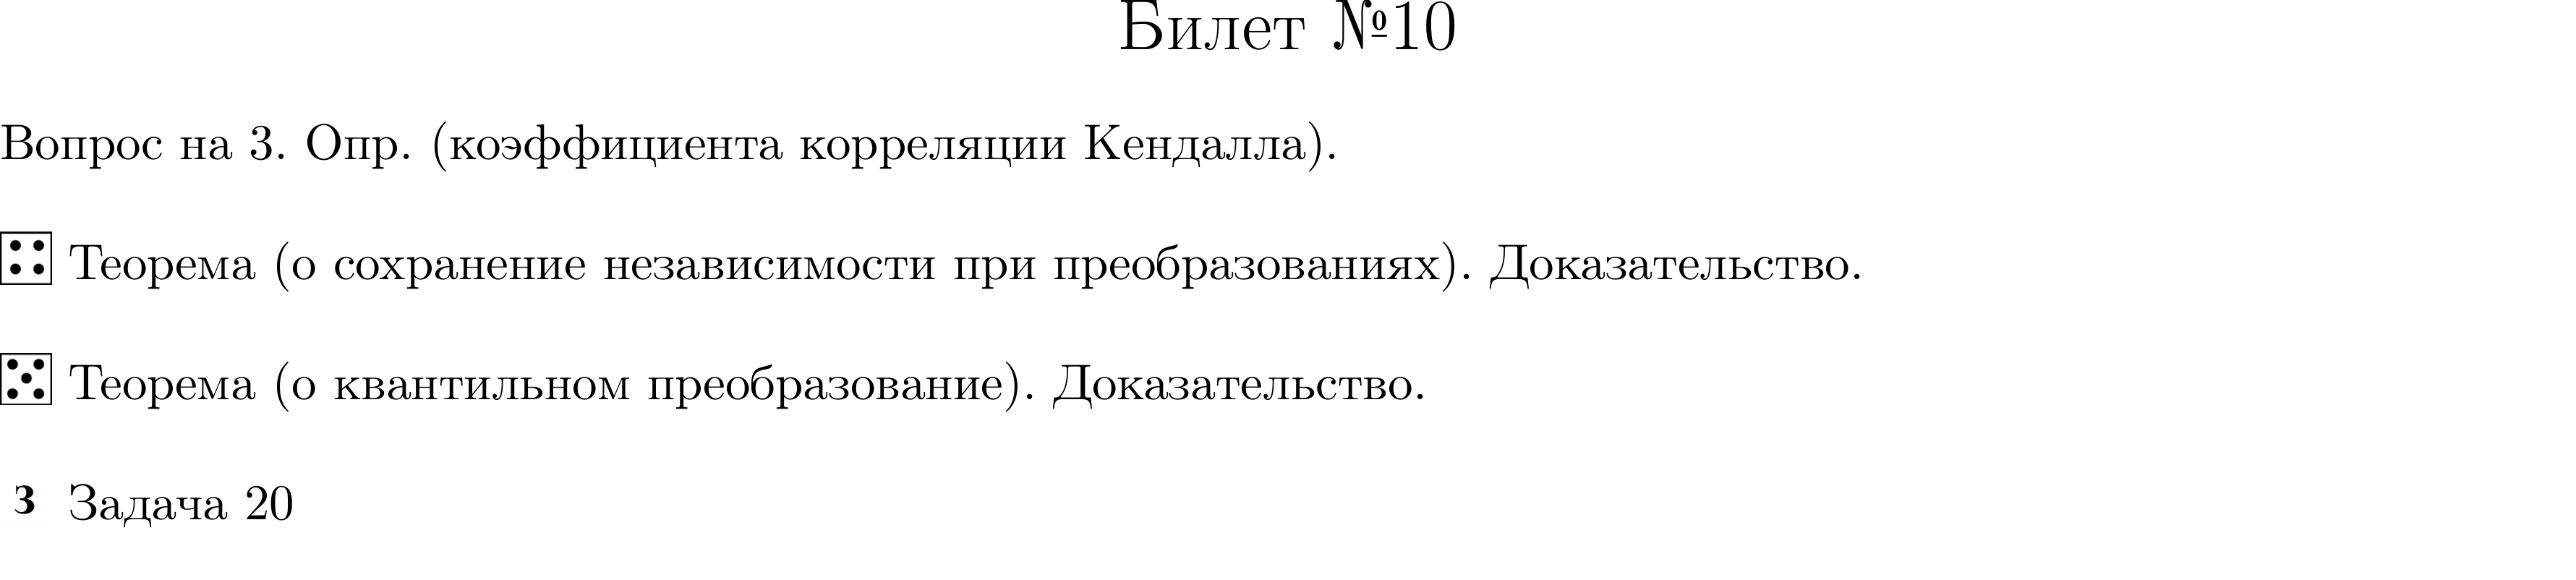 Билет №10
Вопрос на 3. Опр. (коэффициента корреляции Кендалла).
Теорема (о сохранение независимости при преобразованиях). Доказательство.
Теорема (о квантильном преобразование). Доказательство.
3 Задача 20